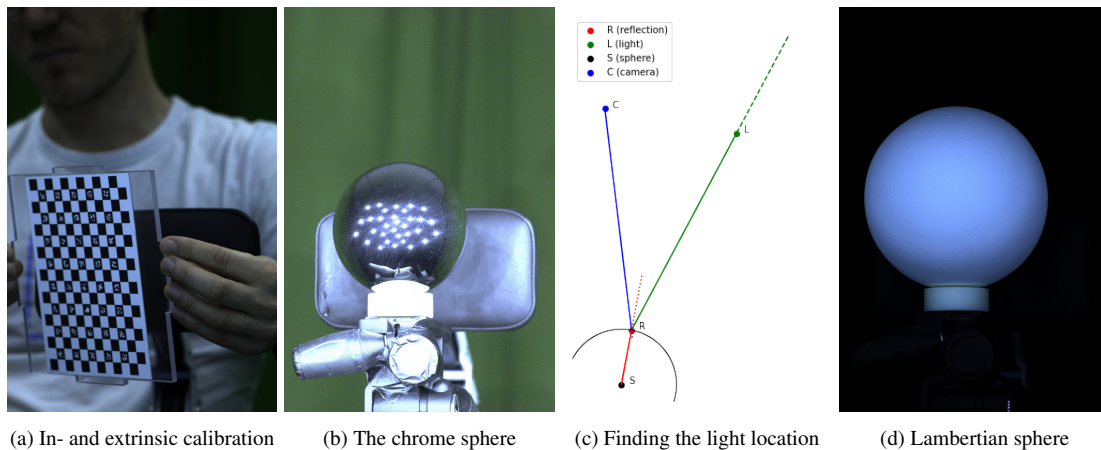 R (reflection)
L (light)
S (sphere)
C (camera)
C
L
R
S
(a) In- and extrinsic calibration
(b) The chrome sphere
(c) Finding the light location
(d) Lambertian sphere